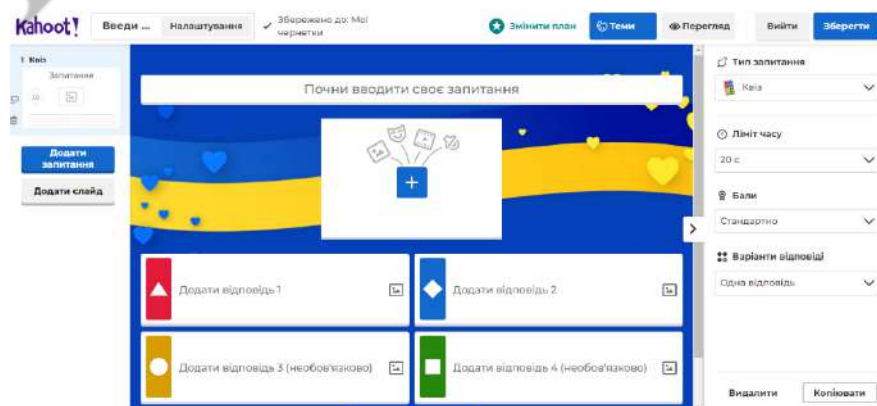 Kahoot! Введи ... Налаштування Збережено до: Мої чернетки Змінити план Теми Перегляд Вийти Зберегти
1 Квіз
Запитання
Додати запитання
Додати слайд
Почни вводити своє запитання
Додати відповідь 1
Додати відповідь 2
Додати відповідь 3 (необов'язково)
Додати відповідь 4 (необов'язково)
Тип запитання
Квіз
Ліміт часу
20 с
Бали
Стандартно
Варіанти відповіді
Одна відповідь
Видалити Копіювати